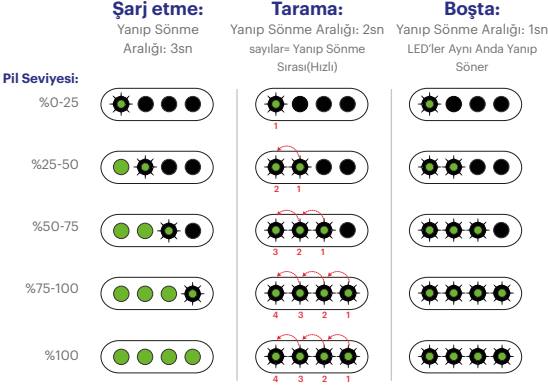 Şarj etme:
Yanıp Sönme
Aralığı: 3sn
Tarama:
Yanıp Sönme Aralığı: 2sn
sayılar= Yanıp Sönme
Sırası(Hızlı)
Boşta:
Yanıp Sönme Aralığı: 1sn
LED'ler Aynı Anda Yanıp
Söner
Pil Seviyesi:
%0-25
1
%25-50
2 1
%50-75
3 2 1
%75-100
4 3 2 1
%100
4 3 2 1